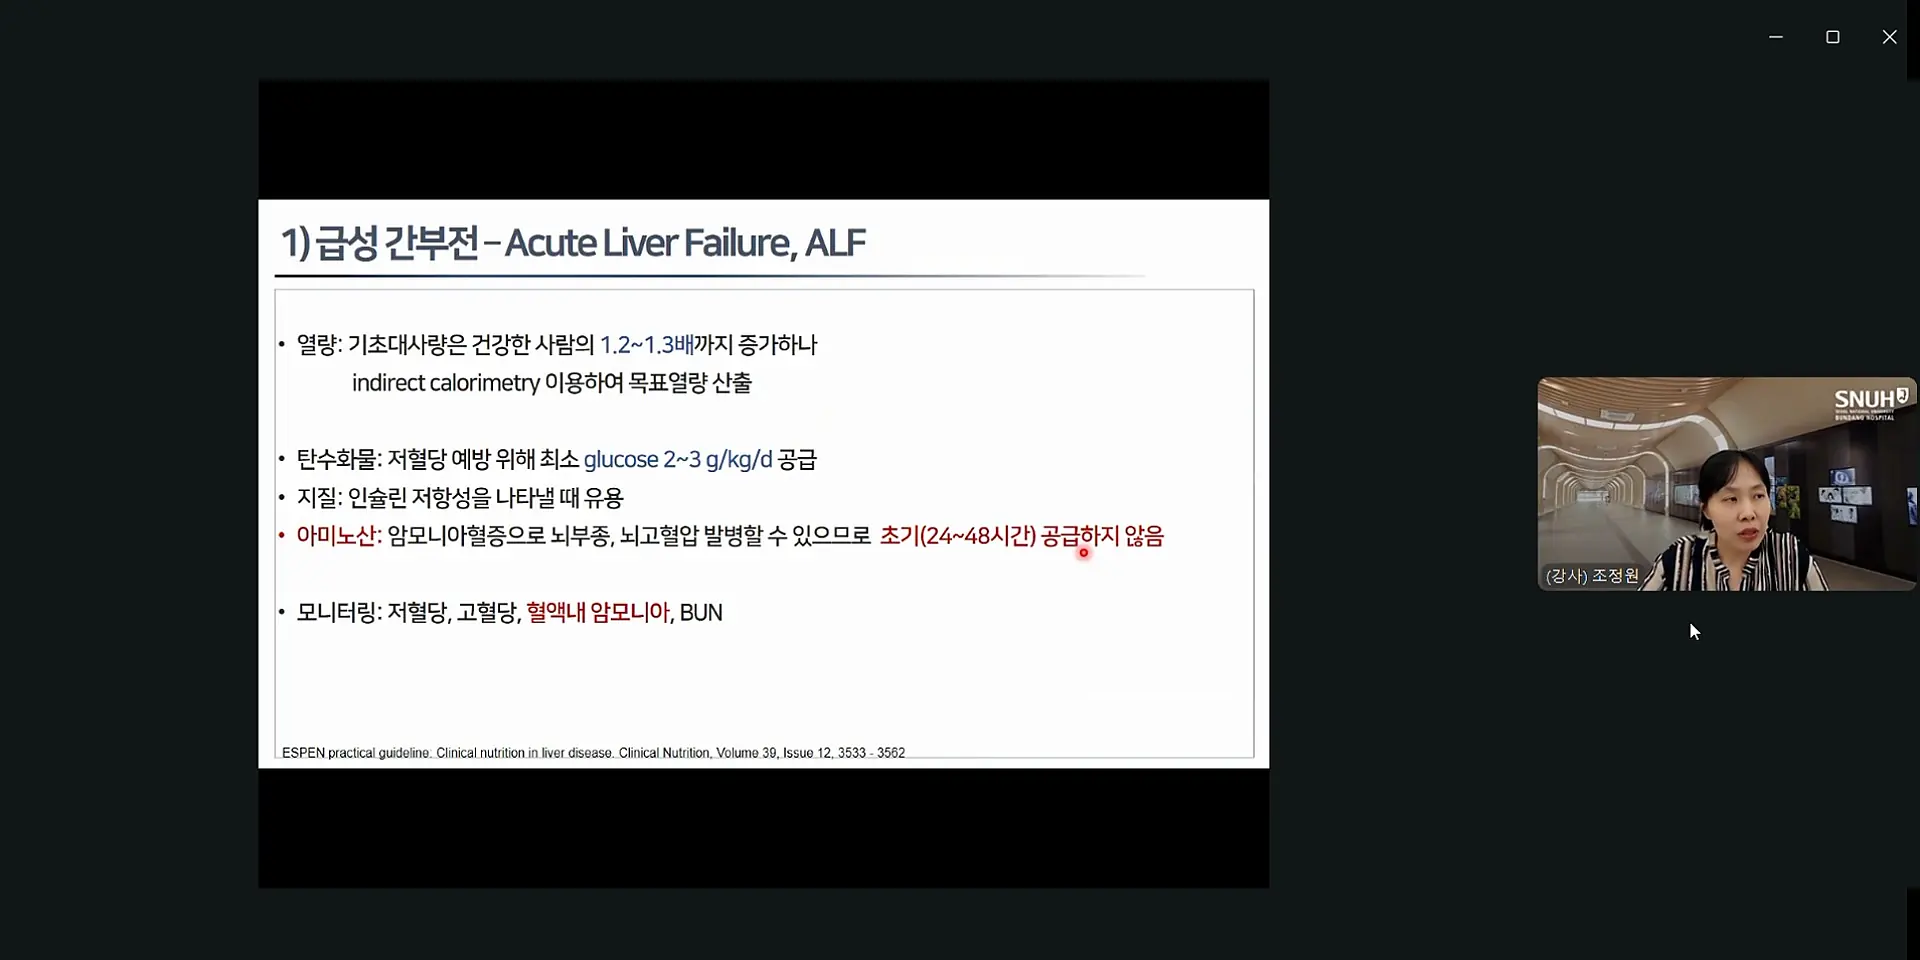 1) 급성 간부전 – Acute Liver Failure, ALF
• 열량: 기초대사량은 건강한 사람의 1.2~1.3배까지 증가하나
indirect calorimetry 이용하여 목표열량 산출
• 탄수화물: 저혈당 예방 위해 최소 glucose 2~3 g/kg/d 공급
• 지질: 인슐린 저항성을 나타낼 때 유용
• 아미노산: 암모니아혈증으로 뇌부종, 뇌고혈압 발병할 수 있으므로 초기(24~48시간) 공급하지 않음
• 모니터링: 저혈당, 고혈당, 혈액내 암모니아, BUN
ESPEN practical guideline: Clinical nutrition in liver disease. Clinical Nutrition, Volume 39, Issue 12, 3533 - 3562
SNUH
SEOUL NATIONAL UNIVERSITY
BUNDANG HOSPITAL
(강사) 조정원